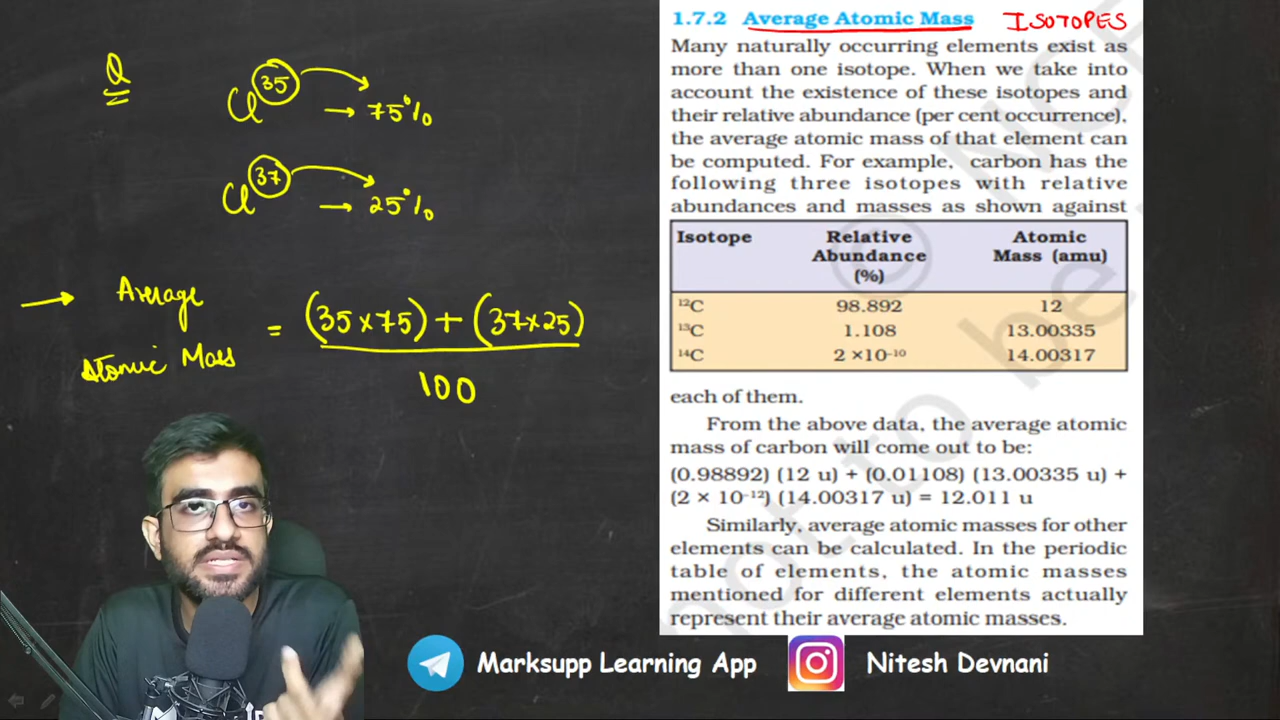 Q
Cl 35 → 75%
Cl 37 → 25%
→ Average Atomic Mass = (35×75) + (37×25)
100
1.7.2 Average Atomic Mass ISOTOPES
Many naturally occurring elements exist as
more than one isotope. When we take into
account the existence of these isotopes and
their relative abundance (per cent occurrence),
the average atomic mass of that element can
be computed. For example, carbon has the
following three isotopes with relative
abundances and masses as shown against
Isotope Relative Abundance (%) Atomic Mass (amu)
¹²C 98.892 12
¹³C 1.108 13.00335
¹⁴C 2 ×10⁻¹⁰ 14.00317
each of them.
From the above data, the average atomic
mass of carbon will come out to be:
(0.98892) (12 u) + (0.01108) (13.00335 u) +
(2 × 10⁻¹²) (14.00317 u) = 12.011 u
Similarly, average atomic masses for other
elements can be calculated. In the periodic
table of elements, the atomic masses
mentioned for different elements actually
represent their average atomic masses.
Marksupp Learning App
Nitesh Devnani